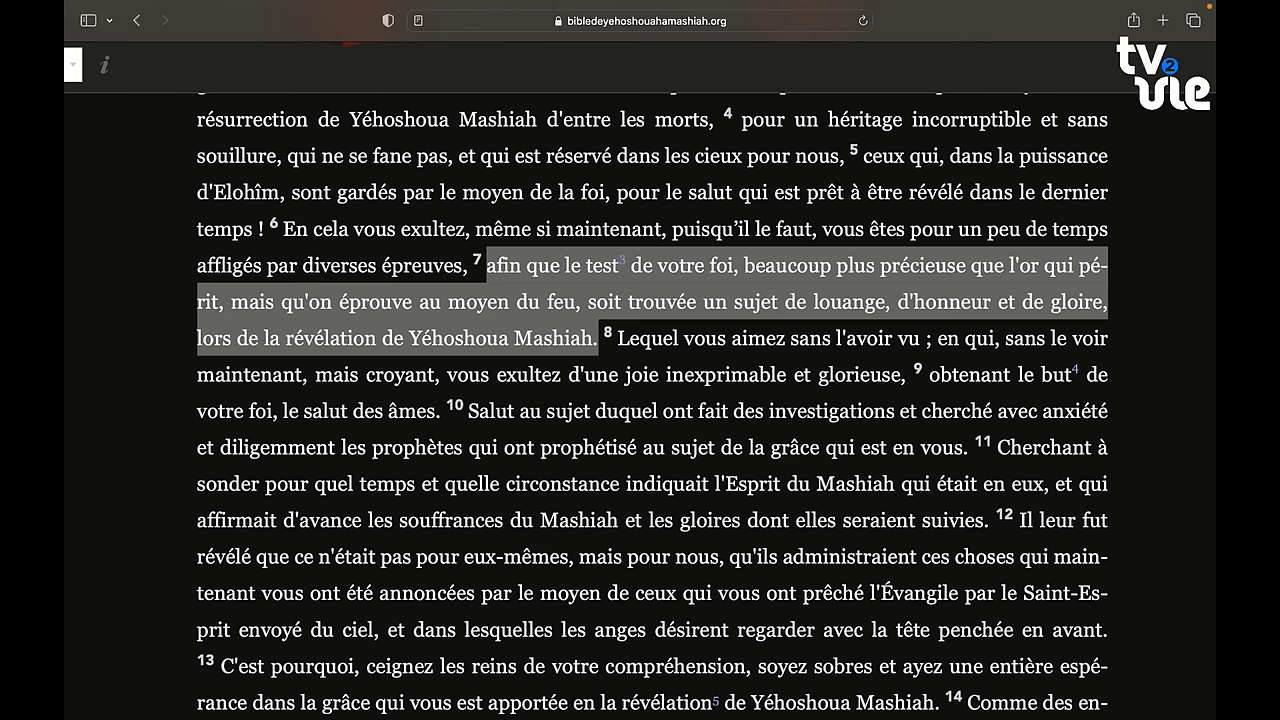 bibledeyehoshouahamashiah.org
i
tv2vie
résurrection de Yéhoshoua Mashiah d'entre les morts, 4 pour un héritage incorruptible et sans
souillure, qui ne se fane pas, et qui est réservé dans les cieux pour nous, 5 ceux qui, dans la puissance
d'Elohîm, sont gardés par le moyen de la foi, pour le salut qui est prêt à être révélé dans le dernier
temps ! 6 En cela vous exultez, même si maintenant, puisqu’il le faut, vous êtes pour un peu de temps
affligés par diverses épreuves, 7 afin que le test3 de votre foi, beaucoup plus précieuse que l'or qui pé-
rit, mais qu'on éprouve au moyen du feu, soit trouvée un sujet de louange, d'honneur et de gloire,
lors de la révélation de Yéhoshoua Mashiah. 8 Lequel vous aimez sans l'avoir vu ; en qui, sans le voir
maintenant, mais croyant, vous exultez d'une joie inexprimable et glorieuse, 9 obtenant le but4 de
votre foi, le salut des âmes. 10 Salut au sujet duquel ont fait des investigations et cherché avec anxiété
et diligemment les prophètes qui ont prophétisé au sujet de la grâce qui est en vous. 11 Cherchant à
sonder pour quel temps et quelle circonstance indiquait l'Esprit du Mashiah qui était en eux, et qui
affirmait d'avance les souffrances du Mashiah et les gloires dont elles seraient suivies. 12 Il leur fut
révélé que ce n'était pas pour eux-mêmes, mais pour nous, qu'ils administraient ces choses qui main-
tenant vous ont été annoncées par le moyen de ceux qui vous ont prêché l'Évangile par le Saint-Es-
prit envoyé du ciel, et dans lesquelles les anges désirent regarder avec la tête penchée en avant.
13 C'est pourquoi, ceignez les reins de votre compréhension, soyez sobres et ayez une entière espé-
rance dans la grâce qui vous est apportée en la révélation5 de Yéhoshoua Mashiah. 14 Comme des en-